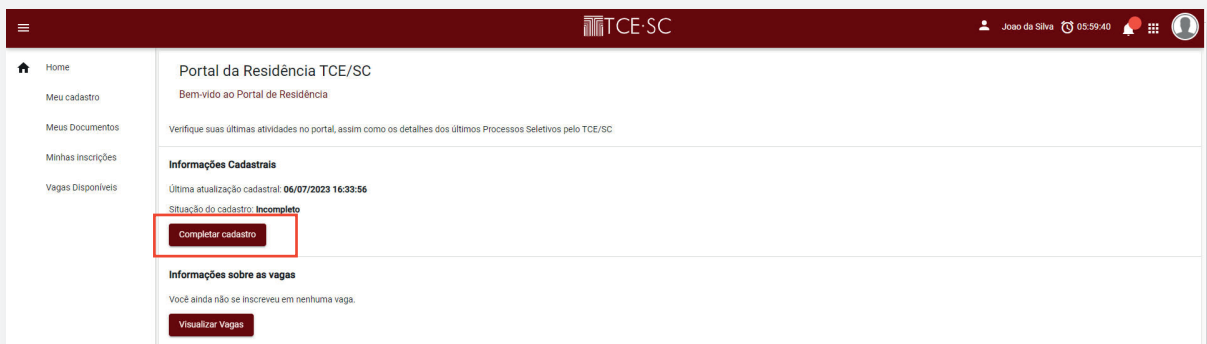 TCE·SC
Joao da Silva 05:59:40
Home
Meu cadastro
Meus Documentos
Minhas inscrições
Vagas Disponíveis
Portal da Residência TCE/SC
Bem-vido ao Portal de Residência
Verifique suas últimas atividades no portal, assim como os detalhes dos últimos Processos Seletivos pelo TCE/SC
Informações Cadastrais
Última atualização cadastral: 06/07/2023 16:33:56
Situação do cadastro: Incompleto
Completar cadastro
Informações sobre as vagas
Você ainda não se inscreveu em nenhuma vaga.
Visualizar Vagas